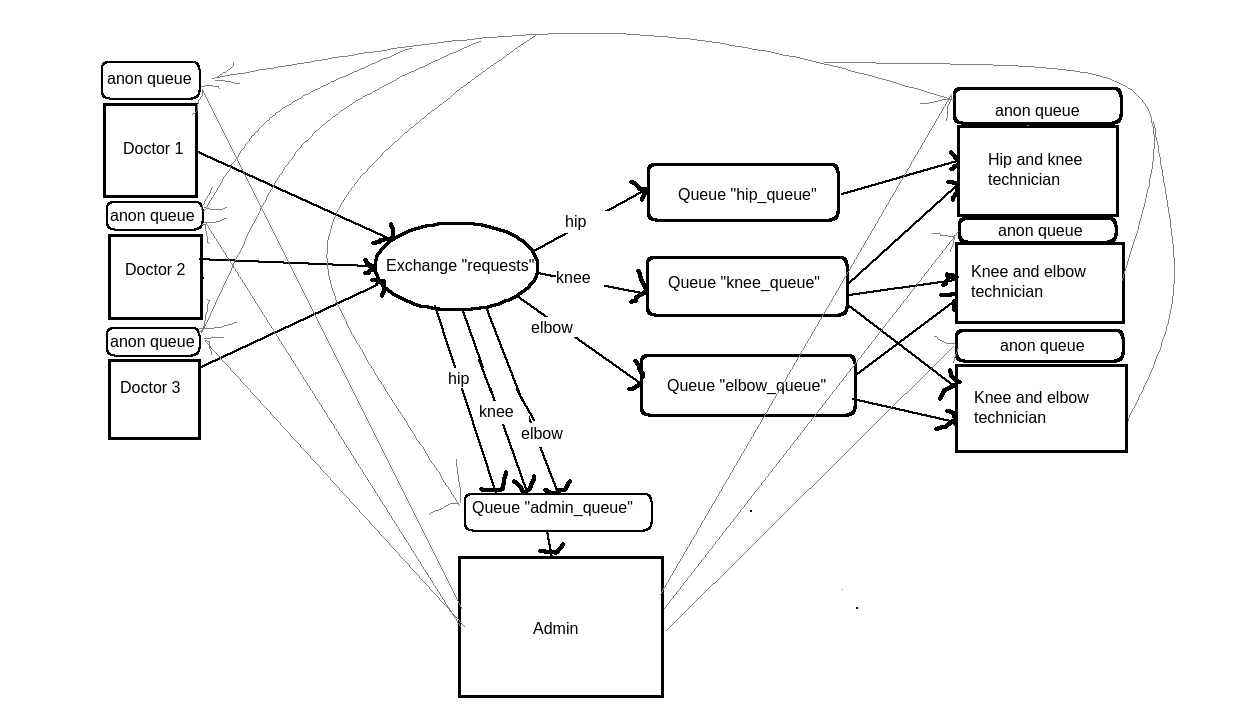 anon queue
Doctor 1
anon queue
Doctor 2
anon queue
Doctor 3
Exchange "requests"
hip
knee
elbow
hip
knee
elbow
Queue "hip_queue"
Queue "knee_queue"
Queue "elbow_queue"
anon queue
Hip and knee
technician
anon queue
Knee and elbow
technician
anon queue
Knee and elbow
technician
Queue "admin_queue"
Admin